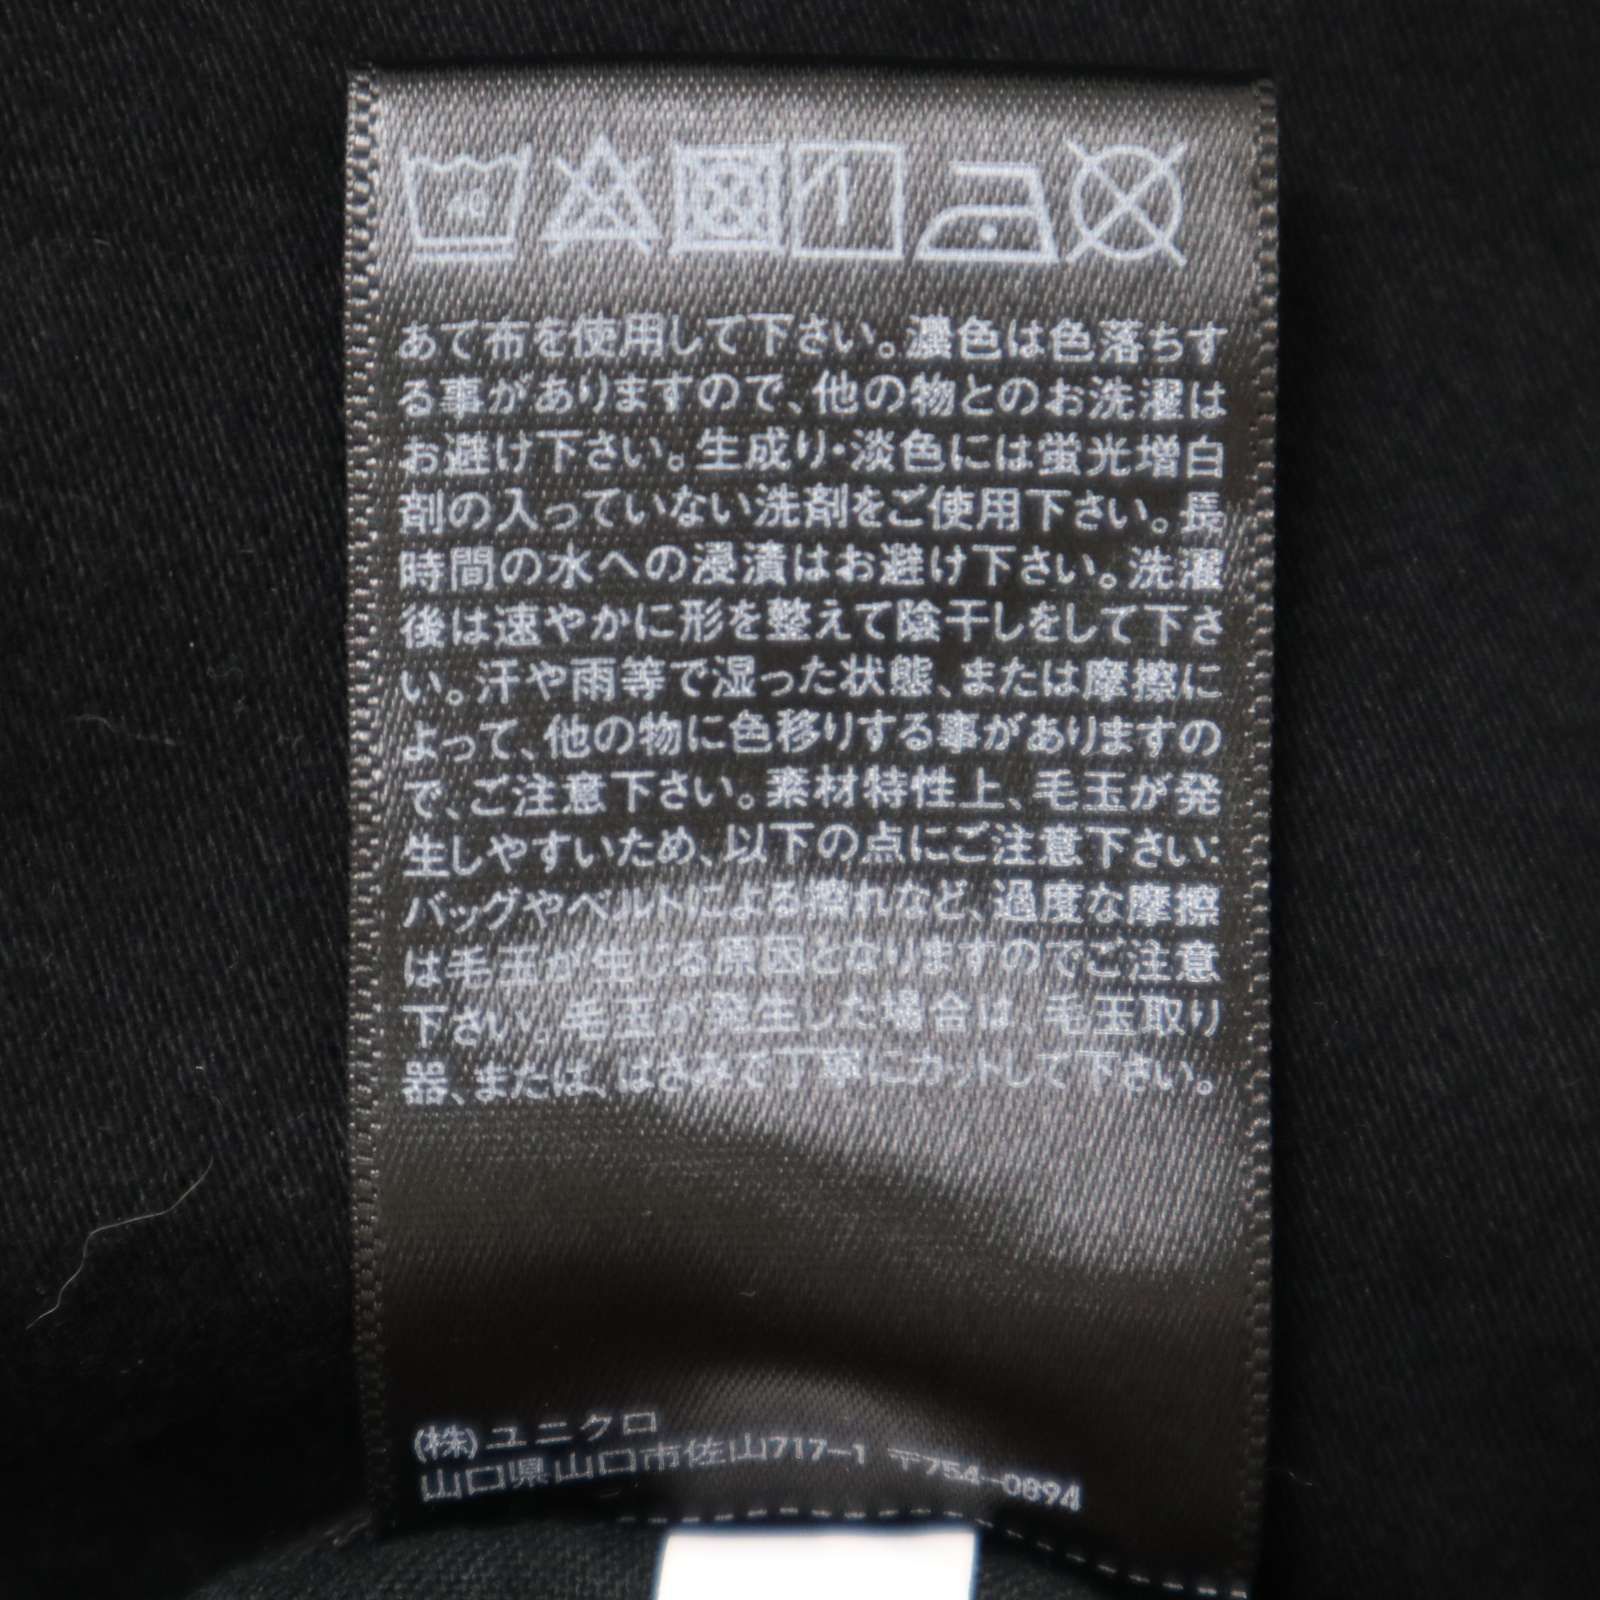 40
あて布を使用して下さい。濃色は色落ちす
る事がありますので、他の物とのお洗濯は
お避け下さい。生成り・淡色には蛍光増白
剤の入っていない洗剤をご使用下さい。長
時間の水への浸漬はお避け下さい。洗濯
後は速やかに形を整えて陰干しをして下さ
い。汗や雨等で湿った状態、または摩擦に
よって、他の物に色移りする事がありますの
で、ご注意下さい。素材特性上、毛玉が発
生しやすいため、以下の点にご注意下さい:
バッグやベルトによる擦れなど、過度な摩擦
は毛玉が生じる原因となりますのでご注意
下さい。毛玉が発生した場合は、毛玉取り
器、または、はさみで丁寧にカットして下さい。
(株)ユニクロ
山口県山口市佐山717-1 〒754-0894